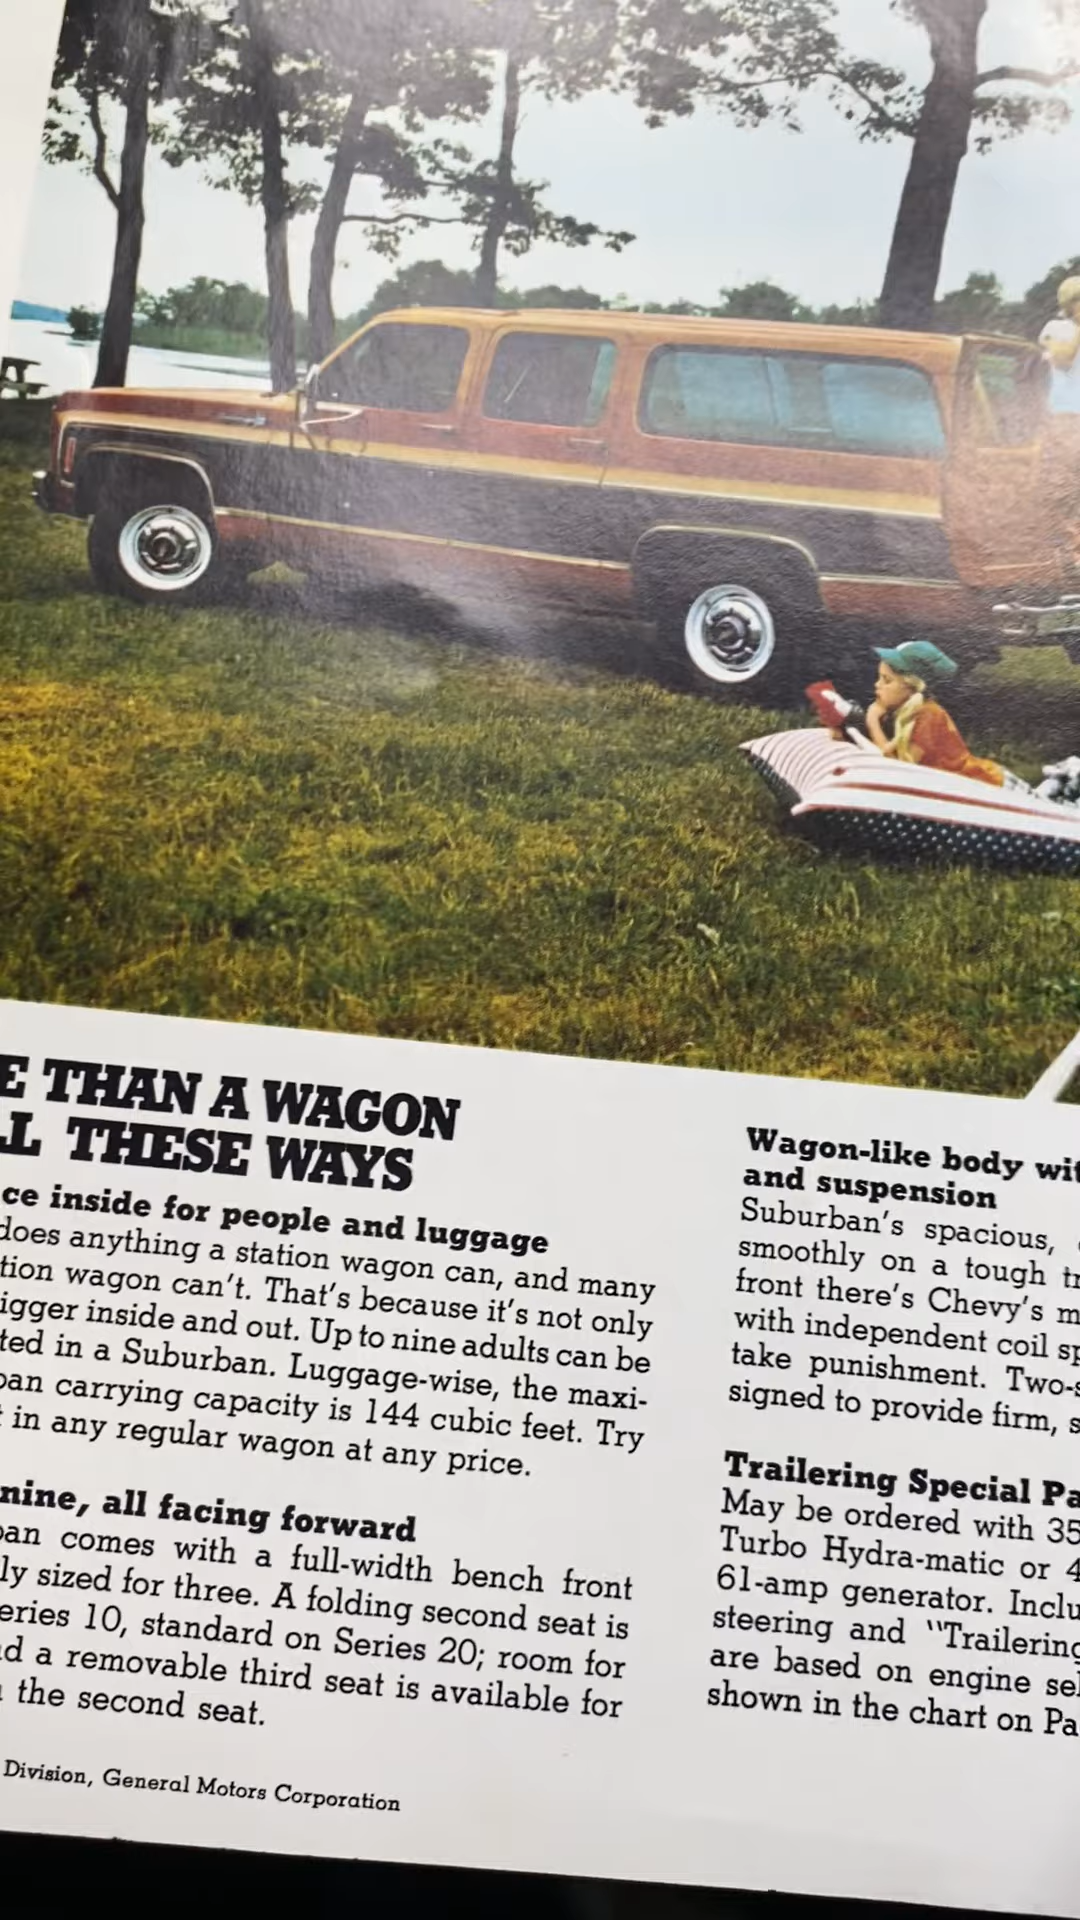 E THAN A WAGON
LL THESE WAYS
ce inside for people and luggage
does anything a station wagon can, and many
tion wagon can't. That's because it's not only
igger inside and out. Up to nine adults can be
ted in a Suburban. Luggage-wise, the maxi-
ban carrying capacity is 144 cubic feet. Try
t in any regular wagon at any price.
nine, all facing forward
ban comes with a full-width bench front
ly sized for three. A folding second seat is
eries 10, standard on Series 20; room for
nd a removable third seat is available for
the second seat.
Division, General Motors Corporation
Wagon-like body wit
and suspension
Suburban's spacious,
smoothly on a tough tr
front there's Chevy's m
with independent coil sp
take punishment. Two-s
signed to provide firm, s
Trailering Special Pa
May be ordered with 35
Turbo Hydra-matic or 4
61-amp generator. Inclu
steering and "Trailering
are based on engine sel
shown in the chart on Pa